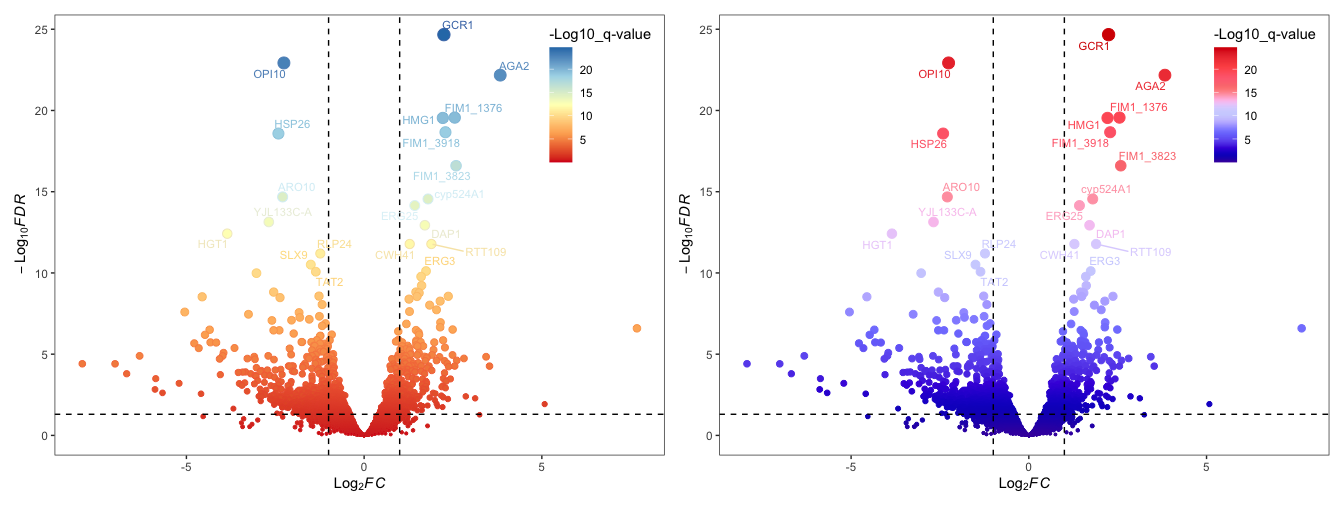 GCR1
OPI10
AGA2
HSP26
FIM1_1376
HMG1
FIM1_3918
FIM1_3823
ARO10
cyp524A1
YJL133C-A
ERG25
HGT1
DAP1
RLP24
CWH41
RTT109
SLX9
ERG3
TAT2
-Log10_q-value
20
15
10
5
25
20
15
10
5
0
− Log10FDR
-5
0
5
Log2FC
GCR1
OPI10
AGA2
FIM1_1376
HMG1
HSP26
FIM1_3918
FIM1_3823
ARO10
cyp524A1
YJL133C-A
ERG25
HGT1
DAP1
RLP24
CWH41
RTT109
SLX9
ERG3
TAT2
-Log10_q-value
20
15
10
5
25
20
15
10
5
0
− Log10FDR
-5
0
5
Log2FC